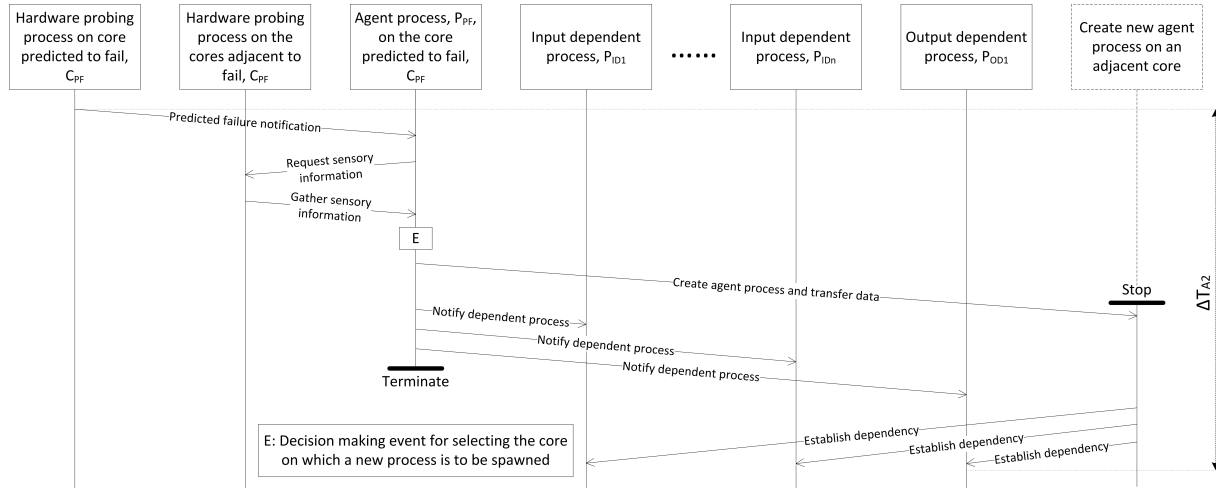 Hardware probing
process on core
predicted to fail,
CPF
Hardware probing
process on the
cores adjacent to
fail, CPF
Agent process, PPF,
on the core
predicted to fail,
CPF
Input dependent
process, PID1
......
Input dependent
process, PIDn
Output dependent
process, POD1
Create new agent
process on an
adjacent core
Predicted failure notification
Request sensory
information
Gather sensory
information
E
Create agent process and transfer data
Stop
ΔTA2
Notify dependent process
Notify dependent process
Notify dependent process
Terminate
E: Decision making event for selecting the core
on which a new process is to be spawned
Establish dependency
Establish dependency
Establish dependency